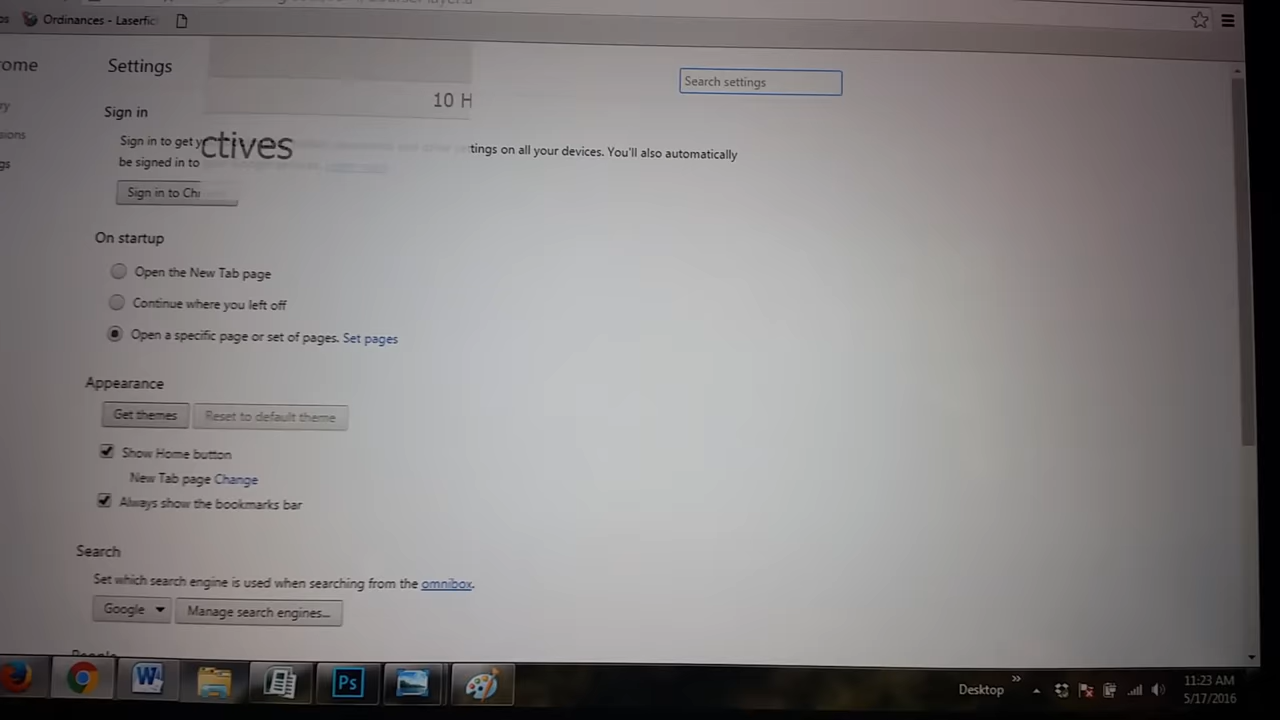 Ordinances - Laserfic
ome
Settings
Search settings
10 H
Sign in
Sign in to get y
ctives
tings on all your devices. You'll also automatically
be signed in to
Sign in to Ch
On startup
Open the New Tab page
Continue where you left off
Open a specific page or set of pages. Set pages
Appearance
Get themes
Reset to default theme
Show Home button
New Tab page Change
Always show the bookmarks bar
Search
Set which search engine is used when searching from the omnibox.
Google
Manage search engines...
Ps
Desktop
11:23 AM
5/17/2016